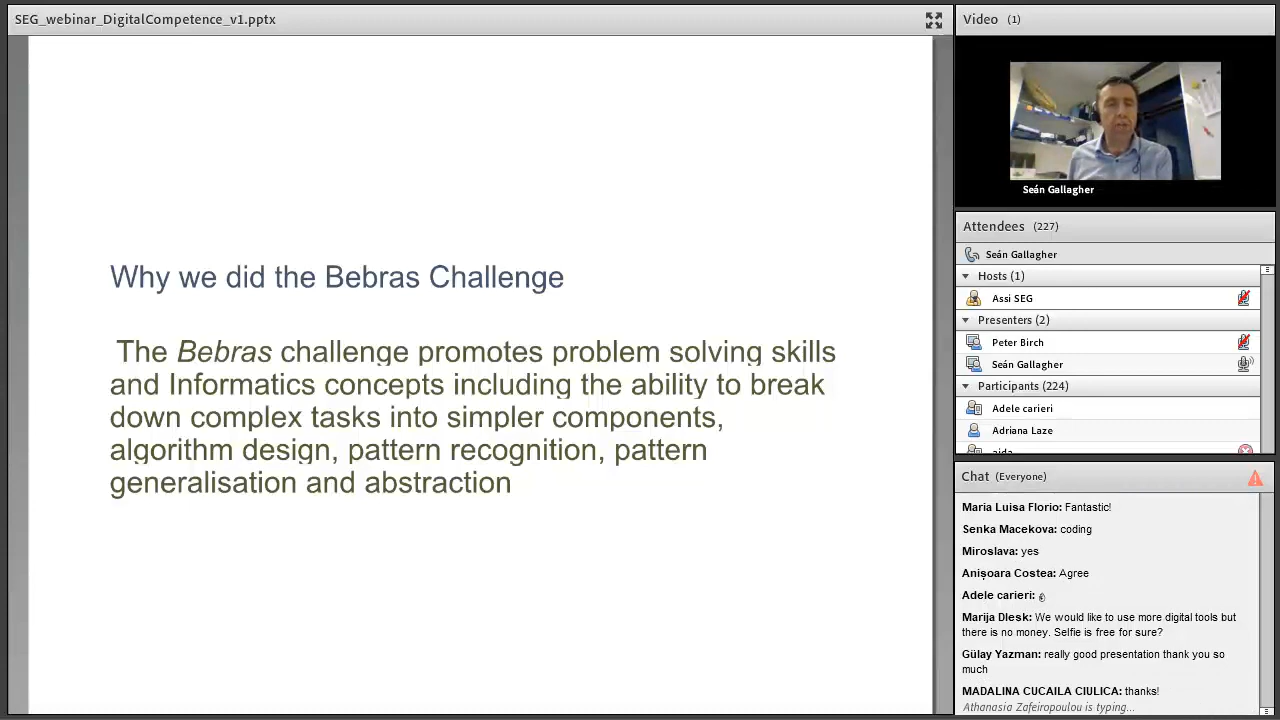 SEG_webinar_DigitalCompetence_v1.pptx
Why we did the Bebras Challenge
The Bebras challenge promotes problem solving skills
and Informatics concepts including the ability to break
down complex tasks into simpler components,
algorithm design, pattern recognition, pattern
generalisation and abstraction
Video (1)
Seán Gallagher
Attendees (227)
Seán Gallagher
Hosts (1)
Assi SEG
Presenters (2)
Peter Birch
Seán Gallagher
Participants (224)
Adele carieri
Adriana Laze
aida
Chat (Everyone)
Maria Luisa Florio: Fantastic!
Senka Macekova: coding
Miroslava: yes
Anișoara Costea: Agree
Adele carieri:
Marija Dlesk: We would like to use more digital tools but
there is no money. Selfie is free for sure?
Gülay Yazman: really good presentation thank you so
much
MADALINA CUCAILA CIULICA: thanks!
Athanasia Zafeiropoulou is typing...